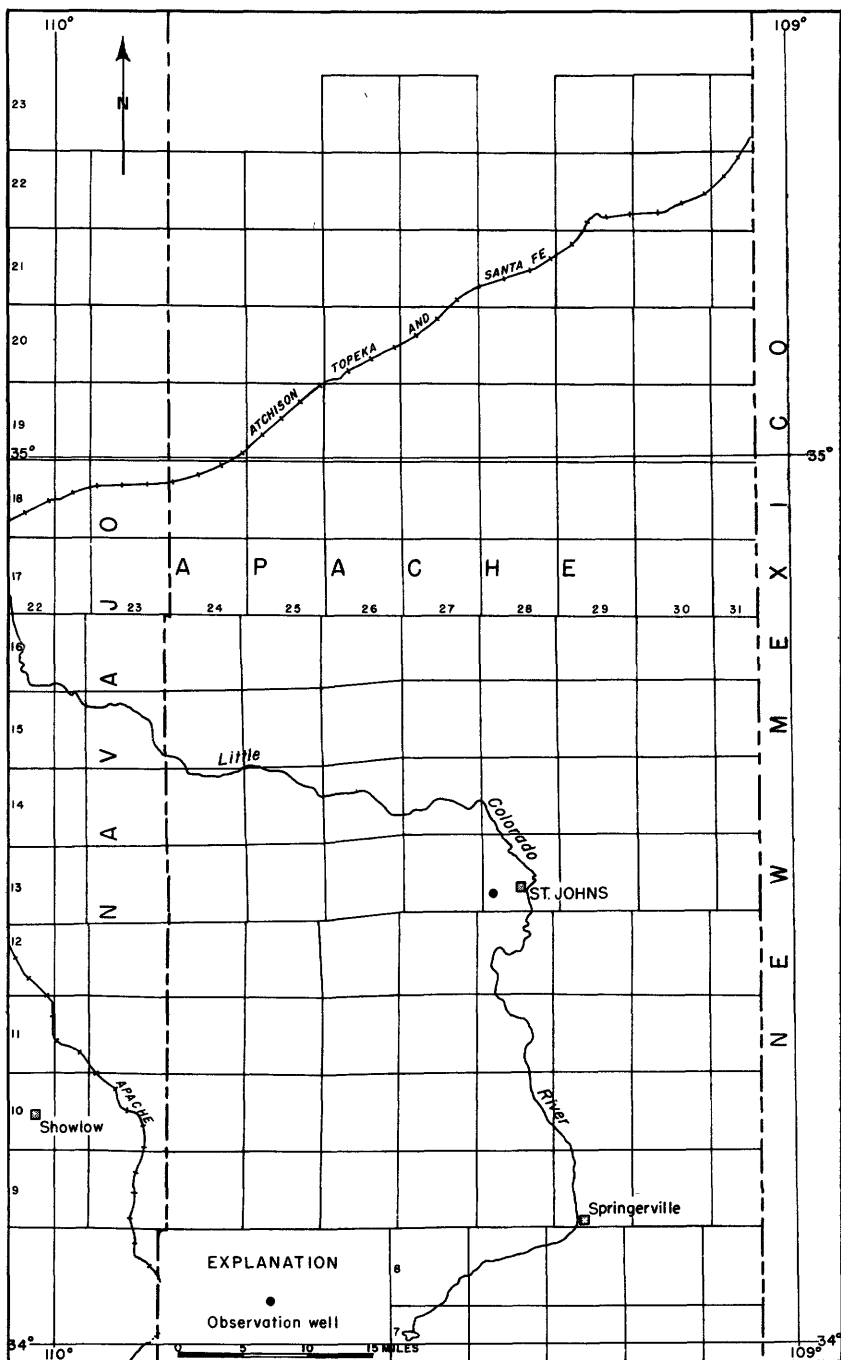 110°
109°
N
23
22
21
20
19
35°
35°
18
17
16
15
14
13
12
11
10
9
8
7
ATCHISON TOPEKA AND SANTA FE
APACHE
NAVAJO
NEW MEXICO
22 23 24 25 26 27 28 29 30 31
Little Colorado River
ST. JOHNS
APACHE
Showlow
Springerville
EXPLANATION
Observation well
0 5 10 15 MILES
34°
34°
110°
109°